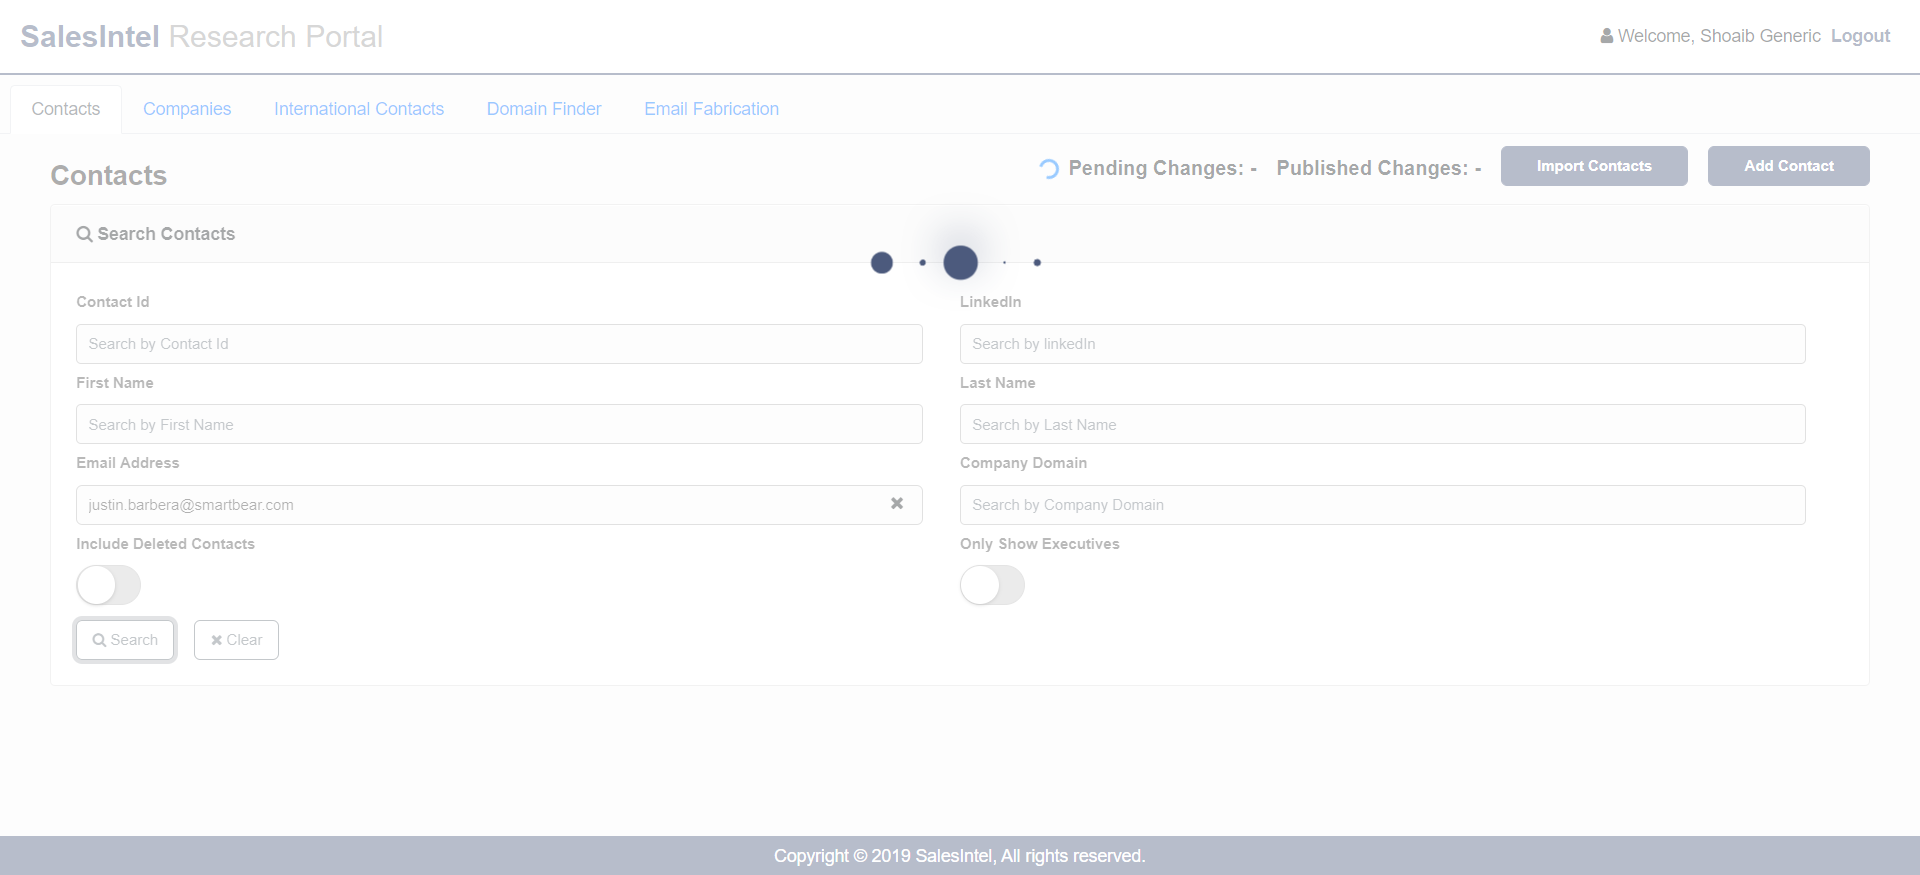 SalesIntel Research Portal
Welcome, Shoaib Generic Logout
Contacts Companies International Contacts Domain Finder Email Fabrication
Contacts
Pending Changes: - Published Changes: - Import Contacts Add Contact
Search Contacts
Contact Id LinkedIn
Search by Contact Id Search by linkedIn
First Name Last Name
Search by First Name Search by Last Name
Email Address Company Domain
justin.barbera@smartbear.com Search by Company Domain
Include Deleted Contacts Only Show Executives
Search Clear
Copyright © 2019 SalesIntel, All rights reserved.